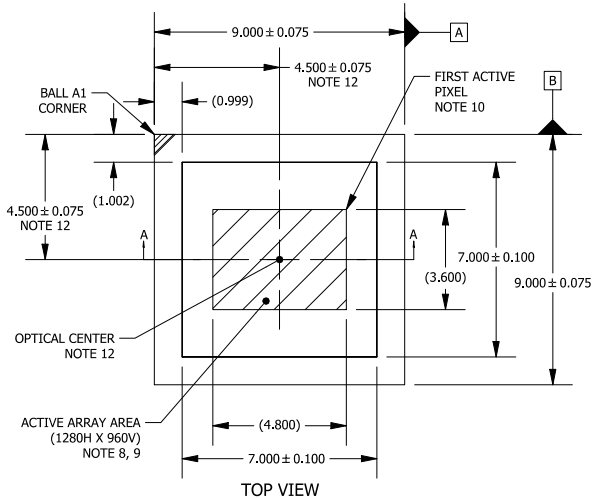 9.000 ± 0.075
A
4.500 ± 0.075
NOTE 12
B
BALL A1
CORNER
(0.999)
FIRST ACTIVE
PIXEL
NOTE 10
4.500 ± 0.075
NOTE 12
(1.002)
A
A
7.000 ± 0.100
(3.600)
9.000 ± 0.075
OPTICAL CENTER
NOTE 12
ACTIVE ARRAY AREA
(1280H X 960V)
NOTE 8, 9
(4.800)
7.000 ± 0.100
TOP VIEW